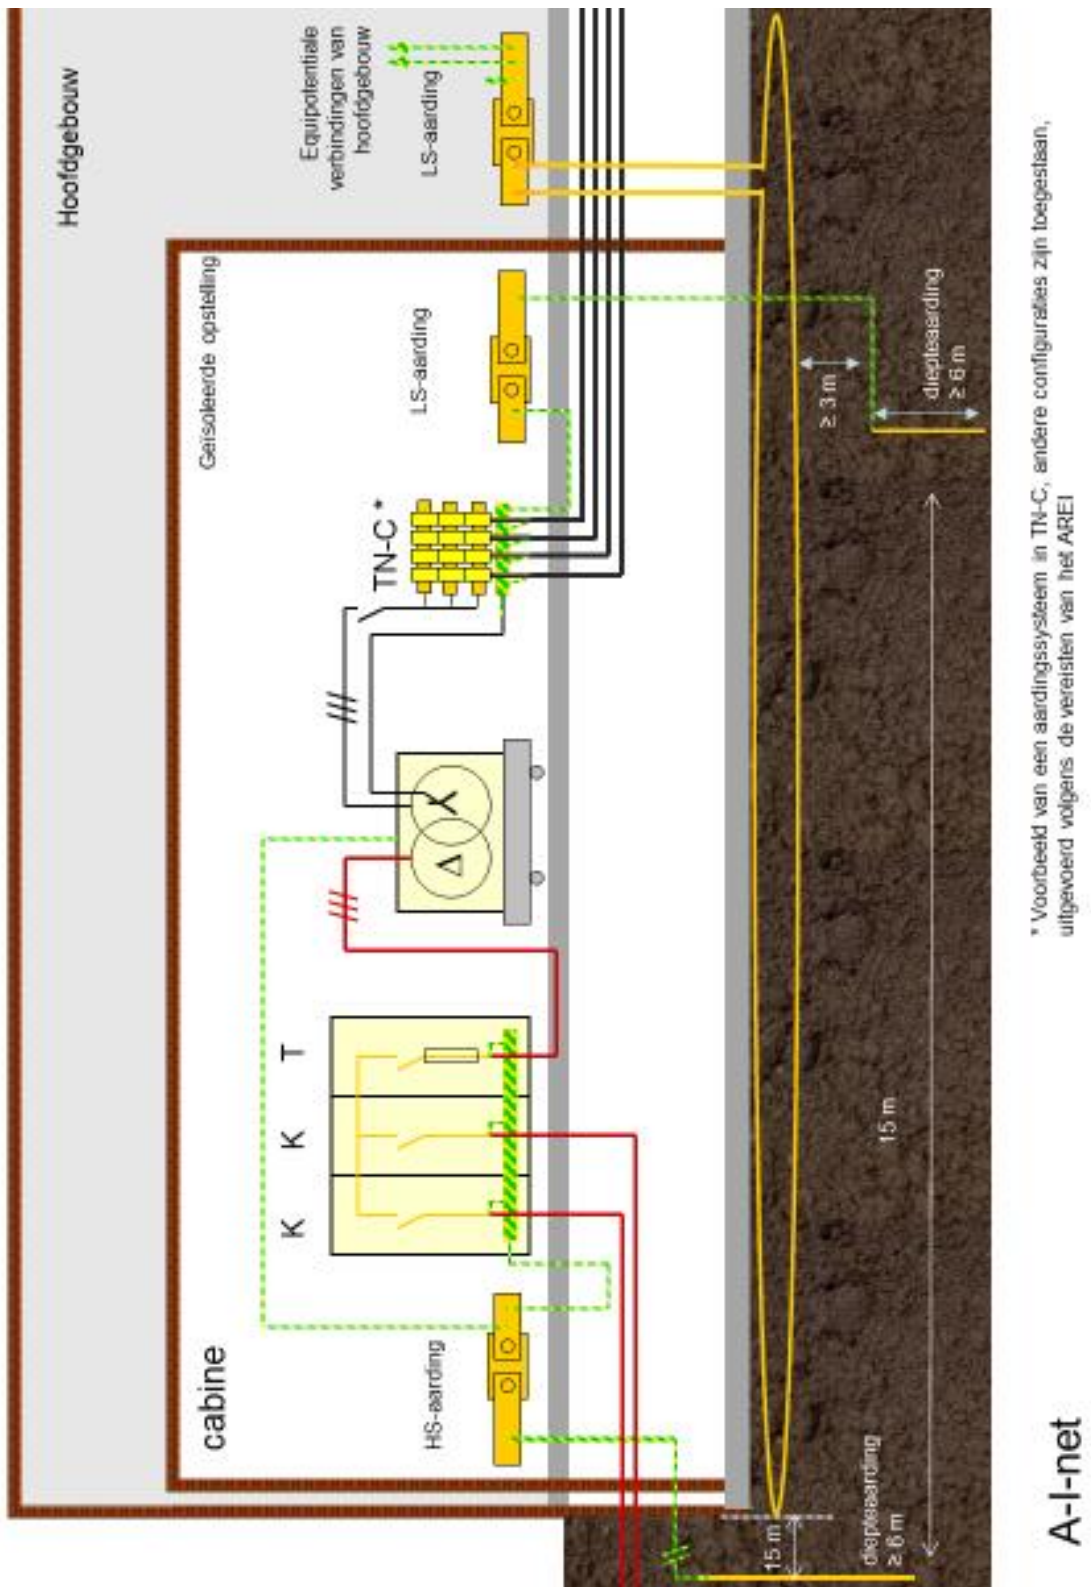 Hoofdgebouw
cabine
Geïsoleerde opstelling
HS-aarding
K
K
T
TN-C *
LS-aarding
LS-aarding
Equipotentiale
verbindingen van
hoofdgebouw
15 m
diepteaarding
≥ 6 m
15 m
≥ 3 m
diepteaarding
≥ 6 m
A-I-net
* Voorbeeld van een aardingssysteem in TN-C, andere configuraties zijn toegestaan,
uitgevoerd volgens de vereisten van het AREI